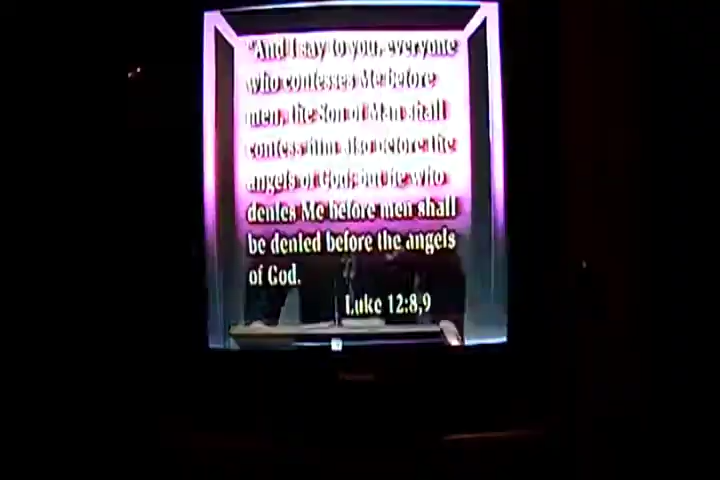 "And I say to you, everyone
who confesses Me before
men, the Son of Man shall
confess him also before the
angels of God; but he who
denies Me before men shall
be denied before the angels
of God.
Luke 12:8,9